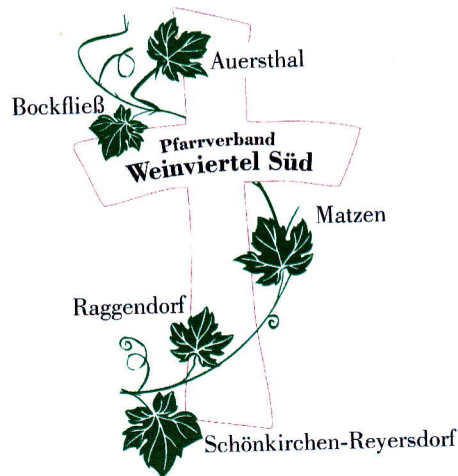 Auersthal
Bockfließ
Pfarrverband
Weinviertel Süd
Matzen
Raggendorf
Schönkirchen-Reyersdorf